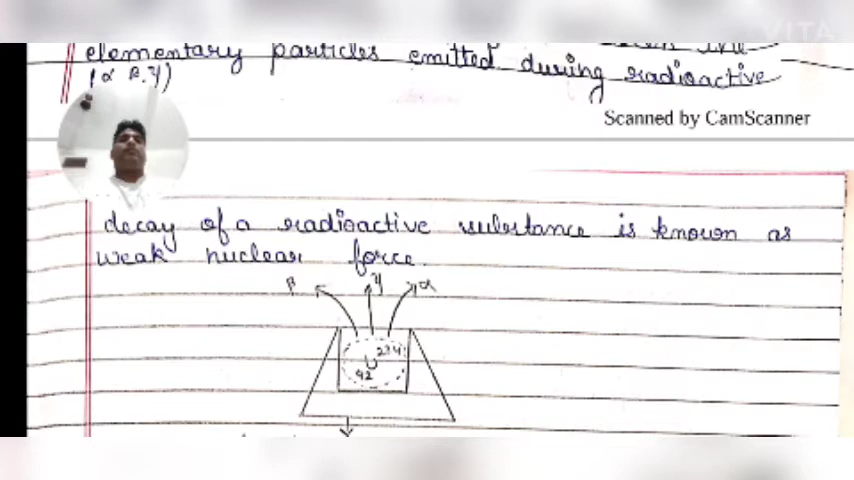 VITA
elementary particles emitted during radioactive
(α β, γ)
Scanned by CamScanner
decay of a radioactive substance is known as
weak nuclear force.
β γ α
U 234
92